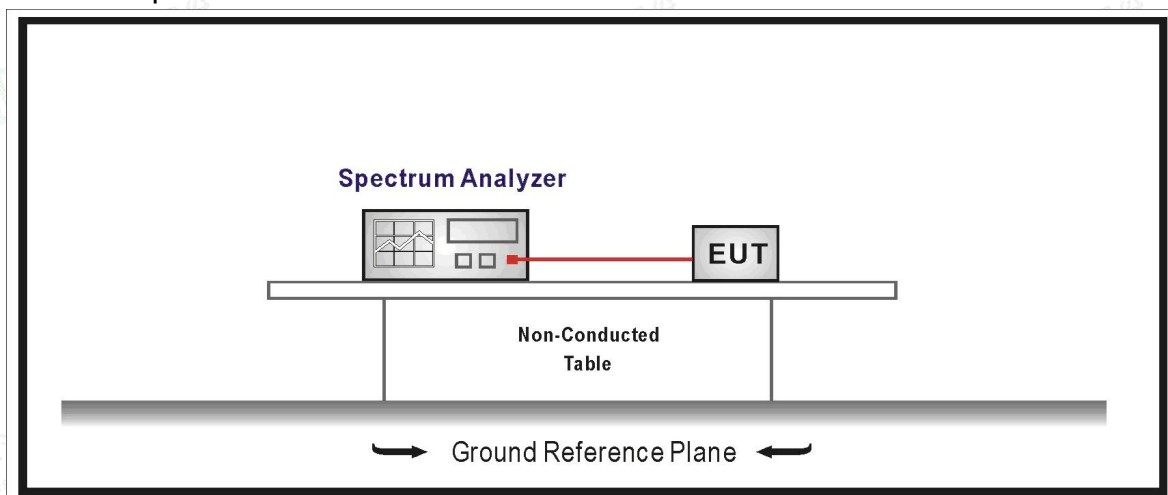 Spectrum Analyzer
EUT
Non-Conducted
Table
Ground Reference Plane